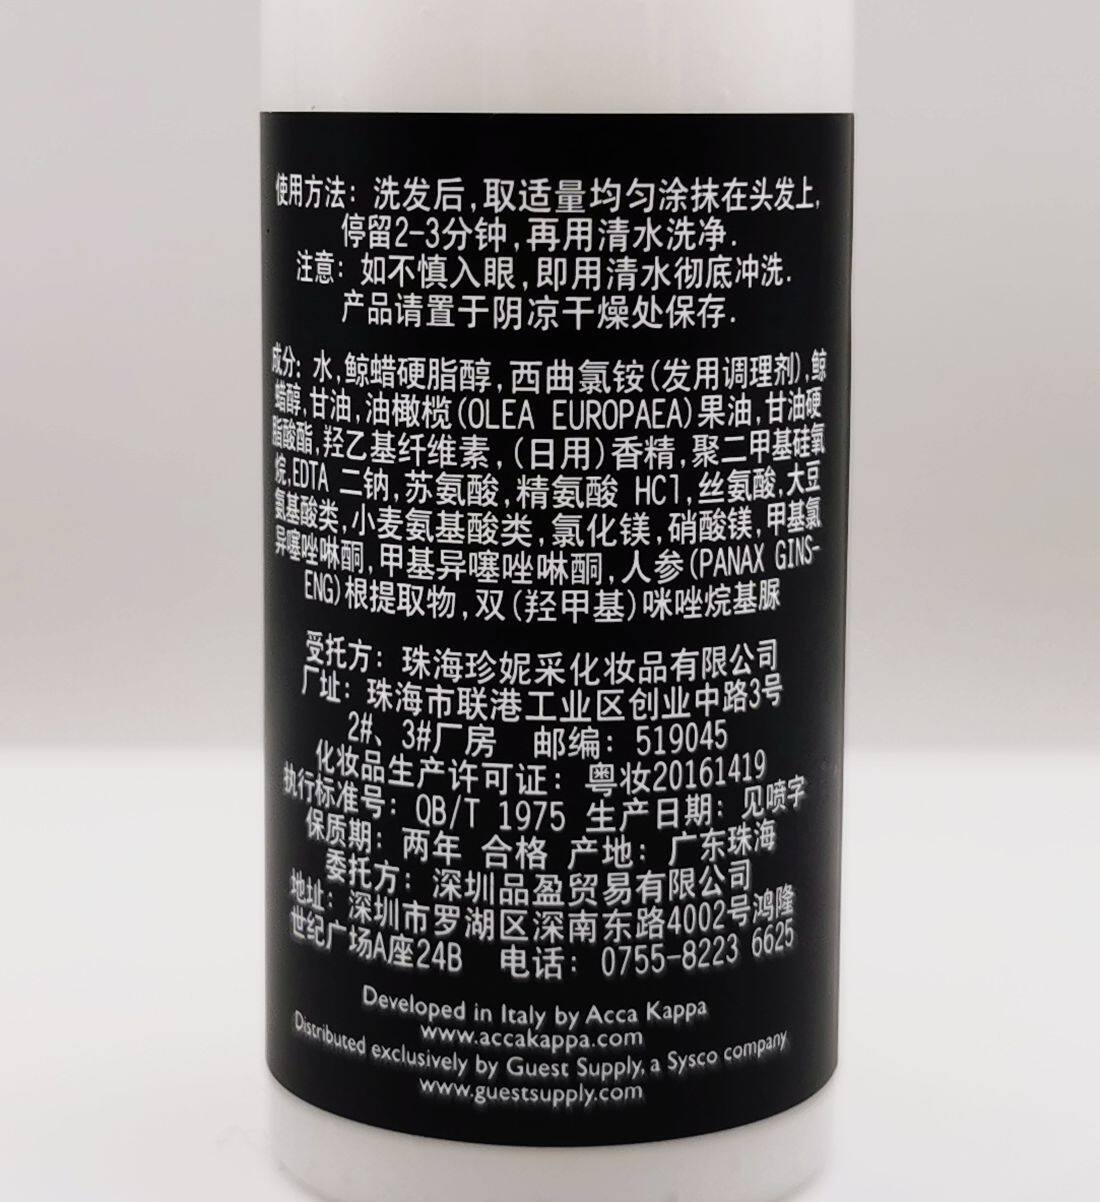 使用方法: 洗发后,取适量均匀涂抹在头发上,
停留2-3分钟,再用清水洗净.
注意: 如不慎入眼,即用清水彻底冲洗.
产品请置于阴凉干燥处保存.
成分: 水,鲸蜡硬脂醇,西曲氯铵(发用调理剂),鲸
蜡醇,甘油,油橄榄(OLEA EUROPAEA)果油,甘油硬
脂酸酯,羟乙基纤维素,(日用)香精,聚二甲基硅氧
烷,EDTA 二钠,苏氨酸,精氨酸 HCl,丝氨酸,大豆
氨基酸类,小麦氨基酸类,氯化镁,硝酸镁,甲基氯
异噻唑啉酮,甲基异噻唑啉酮,人参(PANAX GINS-
ENG)根提取物,双(羟甲基)咪唑烷基脲
受托方: 珠海珍妮采化妆品有限公司
厂址: 珠海市联港工业区创业中路3号
2#、3#厂房 邮编: 519045
化妆品生产许可证: 粤妆20161419
执行标准号: QB/T 1975 生产日期: 见喷字
保质期: 两年 合格 产地: 广东珠海
委托方: 深圳品盈贸易有限公司
地址: 深圳市罗湖区深南东路4002号鸿隆
世纪广场A座24B 电话: 0755-8223 6625
Developed in Italy by Acca Kappa
www.accakappa.com
Distributed exclusively by Guest Supply, a Sysco company
www.guestsupply.com